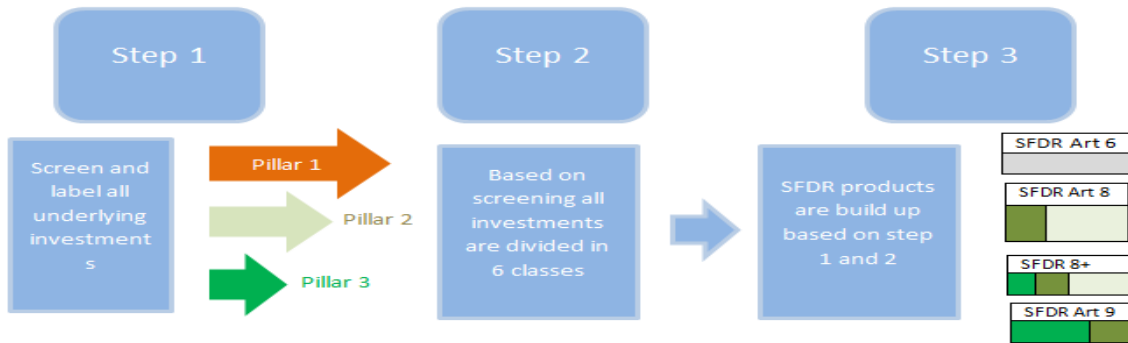 Step 1
Step 2
Step 3
Screen and
label all
underlying
investment
s
Pillar 1
Pillar 2
Pillar 3
Based on
screening all
investments
are divided in
6 classes
SFDR products
are build up
based on step
1 and 2
SFDR Art 6
SFDR Art 8
SFDR 8+
SFDR Art 9